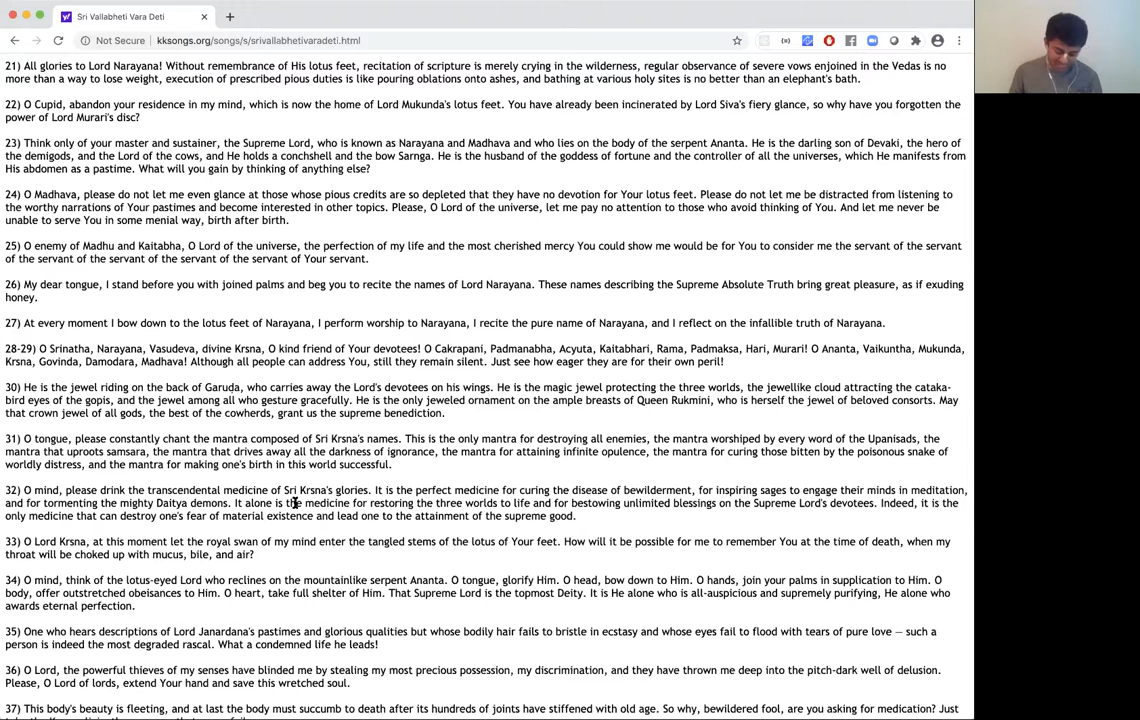 Sri Vallabheti Vara Deti
Not Secure | kksongs.org/songs/s/srivallabhetivaradeti.html
21) All glories to Lord Narayana! Without remembrance of His lotus feet, recitation of scripture is merely crying in the wilderness, regular observance of severe vows enjoined in the Vedas is no
more than a way to lose weight, execution of prescribed pious duties is like pouring oblations onto ashes, and bathing at various holy sites is no better than an elephant's bath.
22) O Cupid, abandon your residence in my mind, which is now the home of Lord Mukunda's lotus feet. You have already been incinerated by Lord Siva's fiery glance, so why have you forgotten the
power of Lord Murari's disc?
23) Think only of your master and sustainer, the Supreme Lord, who is known as Narayana and Madhava and who lies on the body of the serpent Ananta. He is the darling son of Devaki, the hero of
the demigods, and the Lord of the cows, and He holds a conchshell and the bow Sarnga. He is the husband of the goddess of fortune and the controller of all the universes, which He manifests from
His abdomen as a pastime. What will you gain by thinking of anything else?
24) O Madhava, please do not let me even glance at those whose pious credits are so depleted that they have no devotion for Your lotus feet. Please do not let me be distracted from listening to
the worthy narrations of Your pastimes and become interested in other topics. Please, O Lord of the universe, let me pay no attention to those who avoid thinking of You. And let me never be
unable to serve You in some menial way, birth after birth.
25) O enemy of Madhu and Kaitabha, O Lord of the universe, the perfection of my life and the most cherished mercy You could show me would be for You to consider me the servant of the servant
of the servant of the servant of the servant of the servant of Your servant.
26) My dear tongue, I stand before you with joined palms and beg you to recite the names of Lord Narayana. These names describing the Supreme Absolute Truth bring great pleasure, as if exuding
honey.
27) At every moment I bow down to the lotus feet of Narayana, I perform worship to Narayana, I recite the pure name of Narayana, and I reflect on the infallible truth of Narayana.
28-29) O Srinatha, Narayana, Vasudeva, divine Krsna, O kind friend of Your devotees! O Cakrapani, Padmanabha, Acyuta, Kaitabhari, Rama, Padmaksa, Hari, Murari! O Ananta, Vaikuntha, Mukunda,
Krsna, Govinda, Damodara, Madhava! Although all people can address You, still they remain silent. Just see how eager they are for their own peril!
30) He is the jewel riding on the back of Garuda, who carries away the Lord's devotees on his wings. He is the magic jewel protecting the three worlds, the jewellike cloud attracting the cataka-
bird eyes of the gopis, and the jewel among all who gesture gracefully. He is the only jeweled ornament on the ample breasts of Queen Rukmini, who is herself the jewel of beloved consorts. May
that crown jewel of all gods, the best of the cowherds, grant us the supreme benediction.
31) O tongue, please constantly chant the mantra composed of Sri Krsna's names. This is the only mantra for destroying all enemies, the mantra worshiped by every word of the Upanisads, the
mantra that uproots samsara, the mantra that drives away all the darkness of ignorance, the mantra for attaining infinite opulence, the mantra for curing those bitten by the poisonous snake of
worldly distress, and the mantra for making one's birth in this world successful.
32) O mind, please drink the transcendental medicine of Sri Krsna's glories. It is the perfect medicine for curing the disease of bewilderment, for inspiring sages to engage their minds in meditation,
and for tormenting the mighty Daitya demons. It alone is the medicine for restoring the three worlds to life and for bestowing unlimited blessings on the Supreme Lord's devotees. Indeed, it is the
only medicine that can destroy one's fear of material existence and lead one to the attainment of the supreme good.
33) O Lord Krsna, at this moment let the royal swan of my mind enter the tangled stems of the lotus of Your feet. How will it be possible for me to remember You at the time of death, when my
throat will be choked up with mucus, bile, and air?
34) O mind, think of the lotus-eyed Lord who reclines on the mountainlike serpent Ananta. O tongue, glorify Him. O head, bow down to Him. O hands, join your palms in supplication to Him. O
body, offer outstretched obeisances to Him. O heart, take full shelter of Him. That Supreme Lord is the topmost Deity. It is He alone who is all-auspicious and supremely purifying, He alone who
awards eternal perfection.
35) One who hears descriptions of Lord Janardana's pastimes and glorious qualities but whose bodily hair fails to bristle in ecstasy and whose eyes fail to flood with tears of pure love — such a
person is indeed the most degraded rascal. What a condemned life he leads!
36) O Lord, the powerful thieves of my senses have blinded me by stealing my most precious possession, my discrimination, and they have thrown me deep into the pitch-dark well of delusion.
Please, O Lord of lords, extend Your hand and save this wretched soul.
37) This body's beauty is fleeting, and at last the body must succumb to death after its hundreds of joints have stiffened with old age. So why, bewildered fool, are you asking for medication? Just